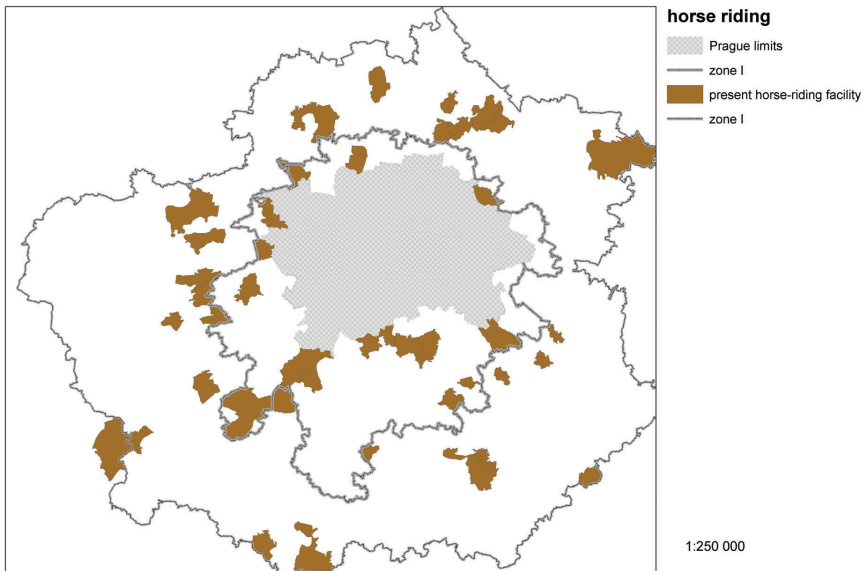 horse riding
Prague limits
zone I
present horse-riding facility
zone I
1:250 000